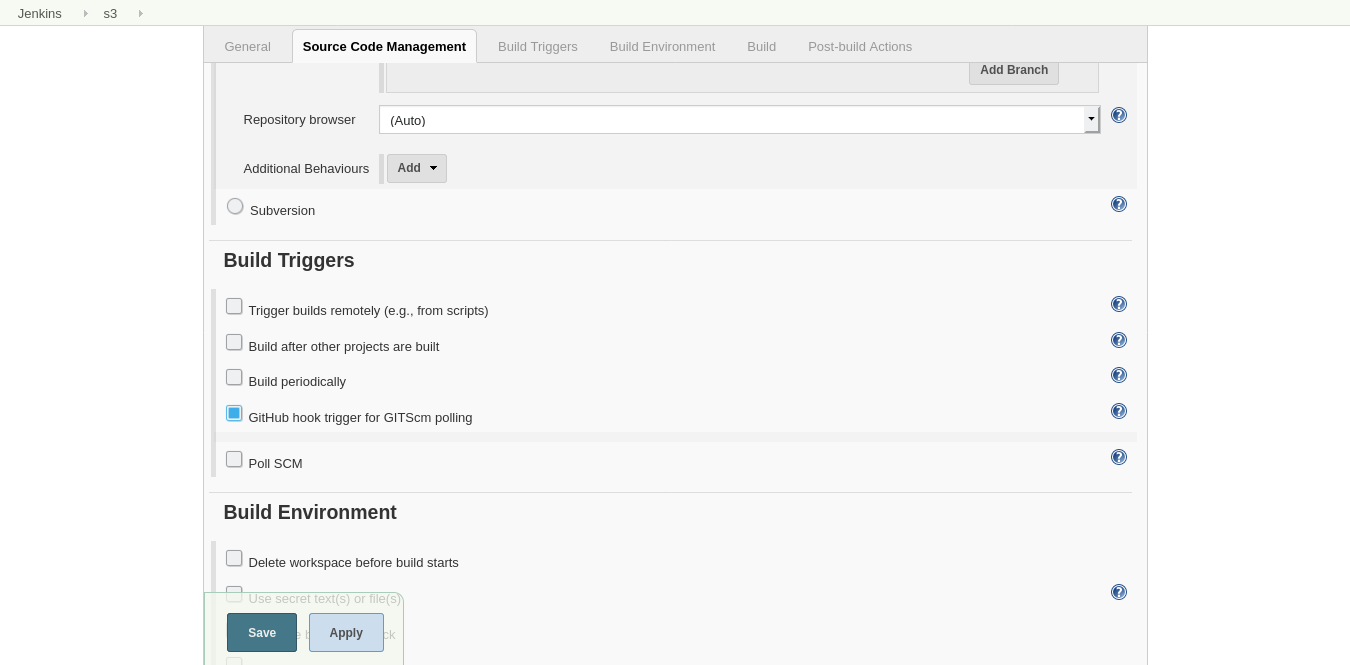 Jenkins s3
General Source Code Management Build Triggers Build Environment Build Post-build Actions
Add Branch
Repository browser (Auto)
Additional Behaviours Add
Subversion
Build Triggers
Trigger builds remotely (e.g., from scripts)
Build after other projects are built
Build periodically
GitHub hook trigger for GITScm polling
Poll SCM
Build Environment
Delete workspace before build starts
Use secret text(s) or file(s)
Save Apply